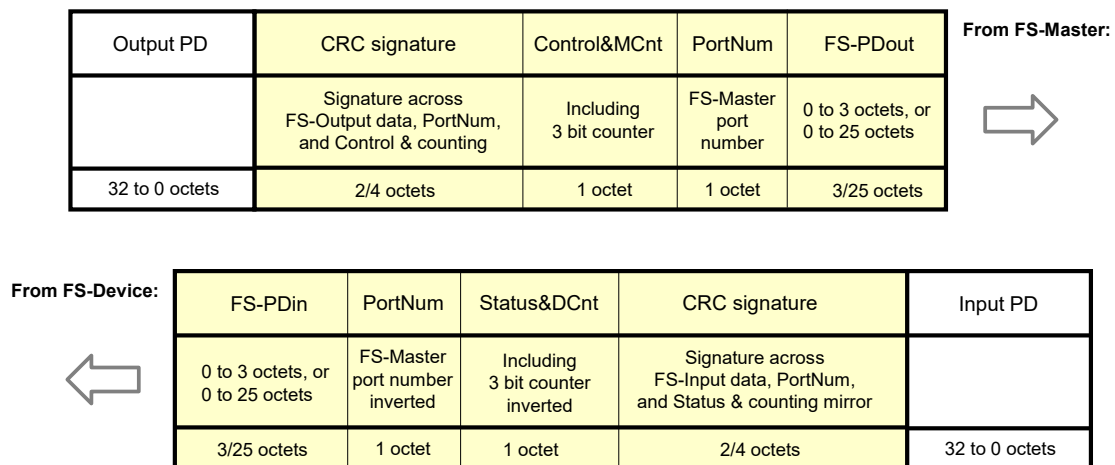 From FS-Master:
Output PD
CRC signature
Control&MCnt
PortNum
FS-PDout
Signature across
FS-Output data, PortNum,
and Control & counting
Including
3 bit counter
FS-Master
port
number
0 to 3 octets, or
0 to 25 octets
32 to 0 octets
2/4 octets
1 octet
1 octet
3/25 octets
From FS-Device:
FS-PDin
PortNum
Status&DCnt
CRC signature
Input PD
0 to 3 octets, or
0 to 25 octets
FS-Master
port number
inverted
Including
3 bit counter
inverted
Signature across
FS-Input data, PortNum,
and Status & counting mirror
3/25 octets
1 octet
1 octet
2/4 octets
32 to 0 octets